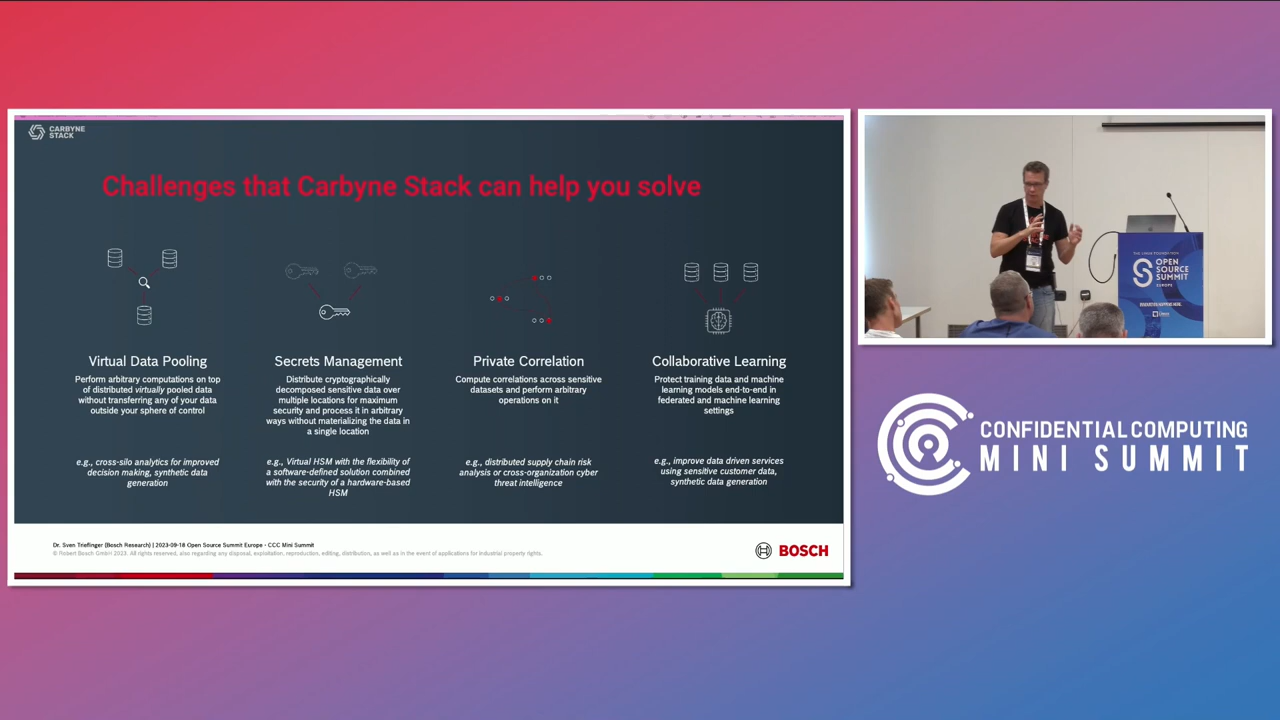 CARBYNE
STACK
Challenges that Carbyne Stack can help you solve
Virtual Data Pooling
Perform arbitrary computations on top
of distributed virtually pooled data
without transferring any of your data
outside your sphere of control
e.g., cross-silo analytics for improved
decision making, synthetic data
generation
Secrets Management
Distribute cryptographically
decomposed sensitive data over
multiple locations for maximum
security and process it in arbitrary
ways without materializing the data in
a single location
e.g., Virtual HSM with the flexibility of
a software-defined solution combined
with the security of a hardware-based
HSM
Private Correlation
Compute correlations across sensitive
datasets and perform arbitrary
operations on it
e.g., distributed supply chain risk
analysis or cross-organization cyber
threat intelligence
Collaborative Learning
Protect training data and machine
learning models end-to-end in
federated and machine learning
settings
e.g., improve data driven services
using sensitive customer data,
synthetic data generation
Dr. Sven Trieflinger (Bosch Research) | 2023-09-18 Open Source Summit Europe - CCC Mini Summit
© Robert Bosch GmbH 2023. All rights reserved, also regarding any disposal, exploitation, reproduction, editing, distribution, as well as in the event of applications for industrial property rights.
BOSCH
THE LINUX FOUNDATION
OPEN
SOURCE
SUMMIT
EUROPE
CONFIDENTIAL COMPUTING
MINI SUMMIT